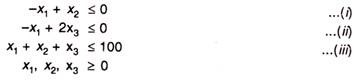 -x₁ + x₂ ≤ 0 ...(i)
-x₁ + 2x₃ ≤ 0 ...(ii)
x₁ + x₂ + x₃ ≤ 100 ...(iii)
x₁, x₂, x₃ ≥ 0